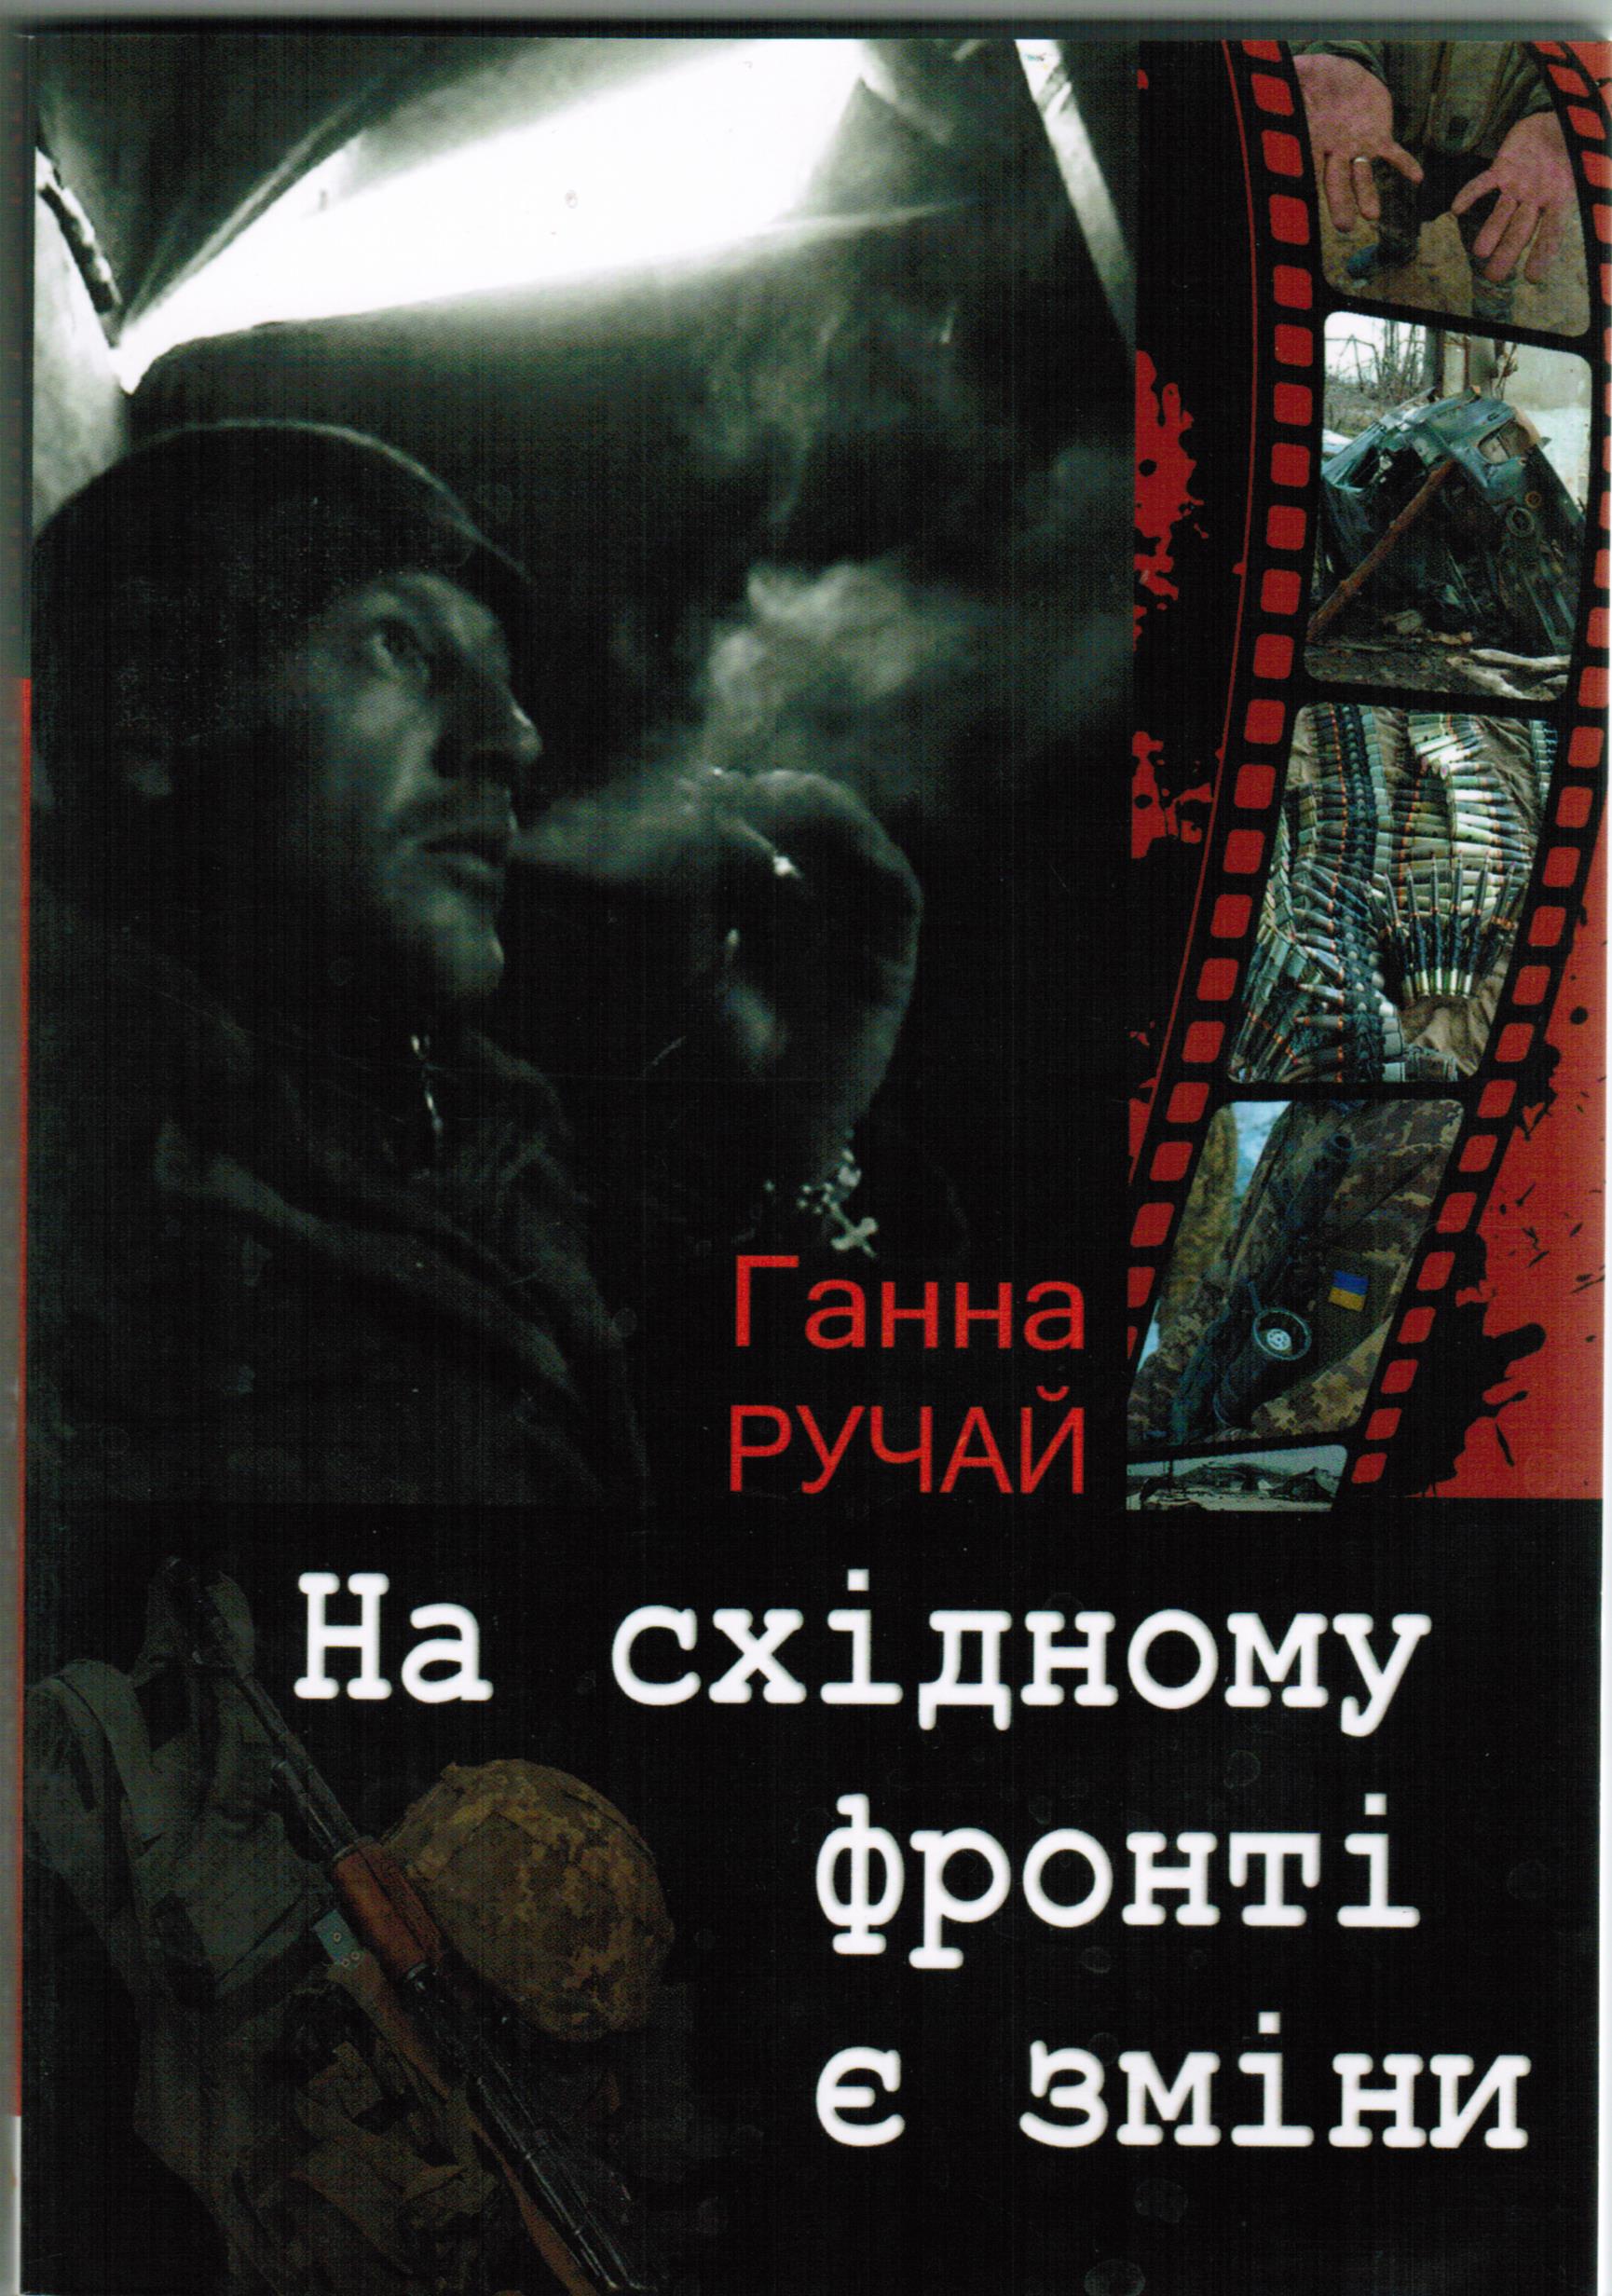 Ганна
РУЧАЙ
На східному
фронті
є зміни